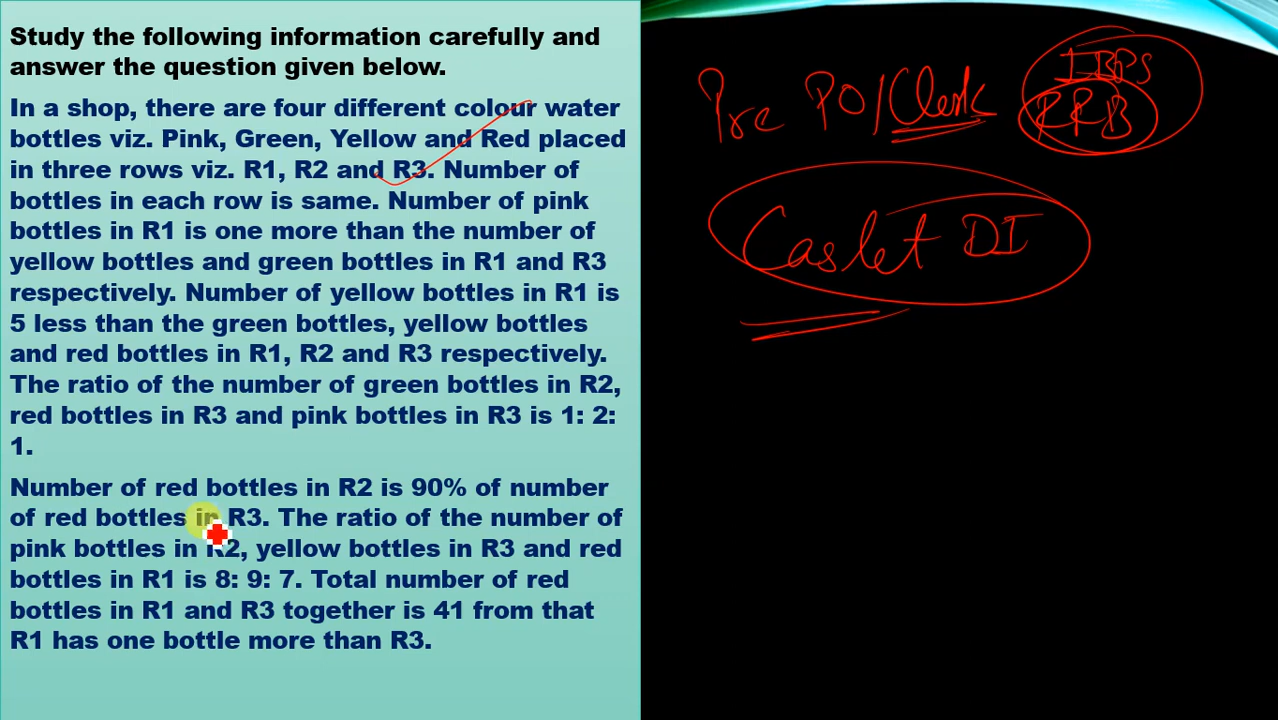 Study the following information carefully and
answer the question given below.
In a shop, there are four different colour water
bottles viz. Pink, Green, Yellow and Red placed
in three rows viz. R1, R2 and R3. Number of
bottles in each row is same. Number of pink
bottles in R1 is one more than the number of
yellow bottles and green bottles in R1 and R3
respectively. Number of yellow bottles in R1 is
5 less than the green bottles, yellow bottles
and red bottles in R1, R2 and R3 respectively.
The ratio of the number of green bottles in R2,
red bottles in R3 and pink bottles in R3 is 1: 2:
1.
Number of red bottles in R2 is 90% of number
of red bottles in R3. The ratio of the number of
pink bottles in R2, yellow bottles in R3 and red
bottles in R1 is 8: 9: 7. Total number of red
bottles in R1 and R3 together is 41 from that
R1 has one bottle more than R3.
IBPS
Pre PO/Clerk RRB
Caslet DI